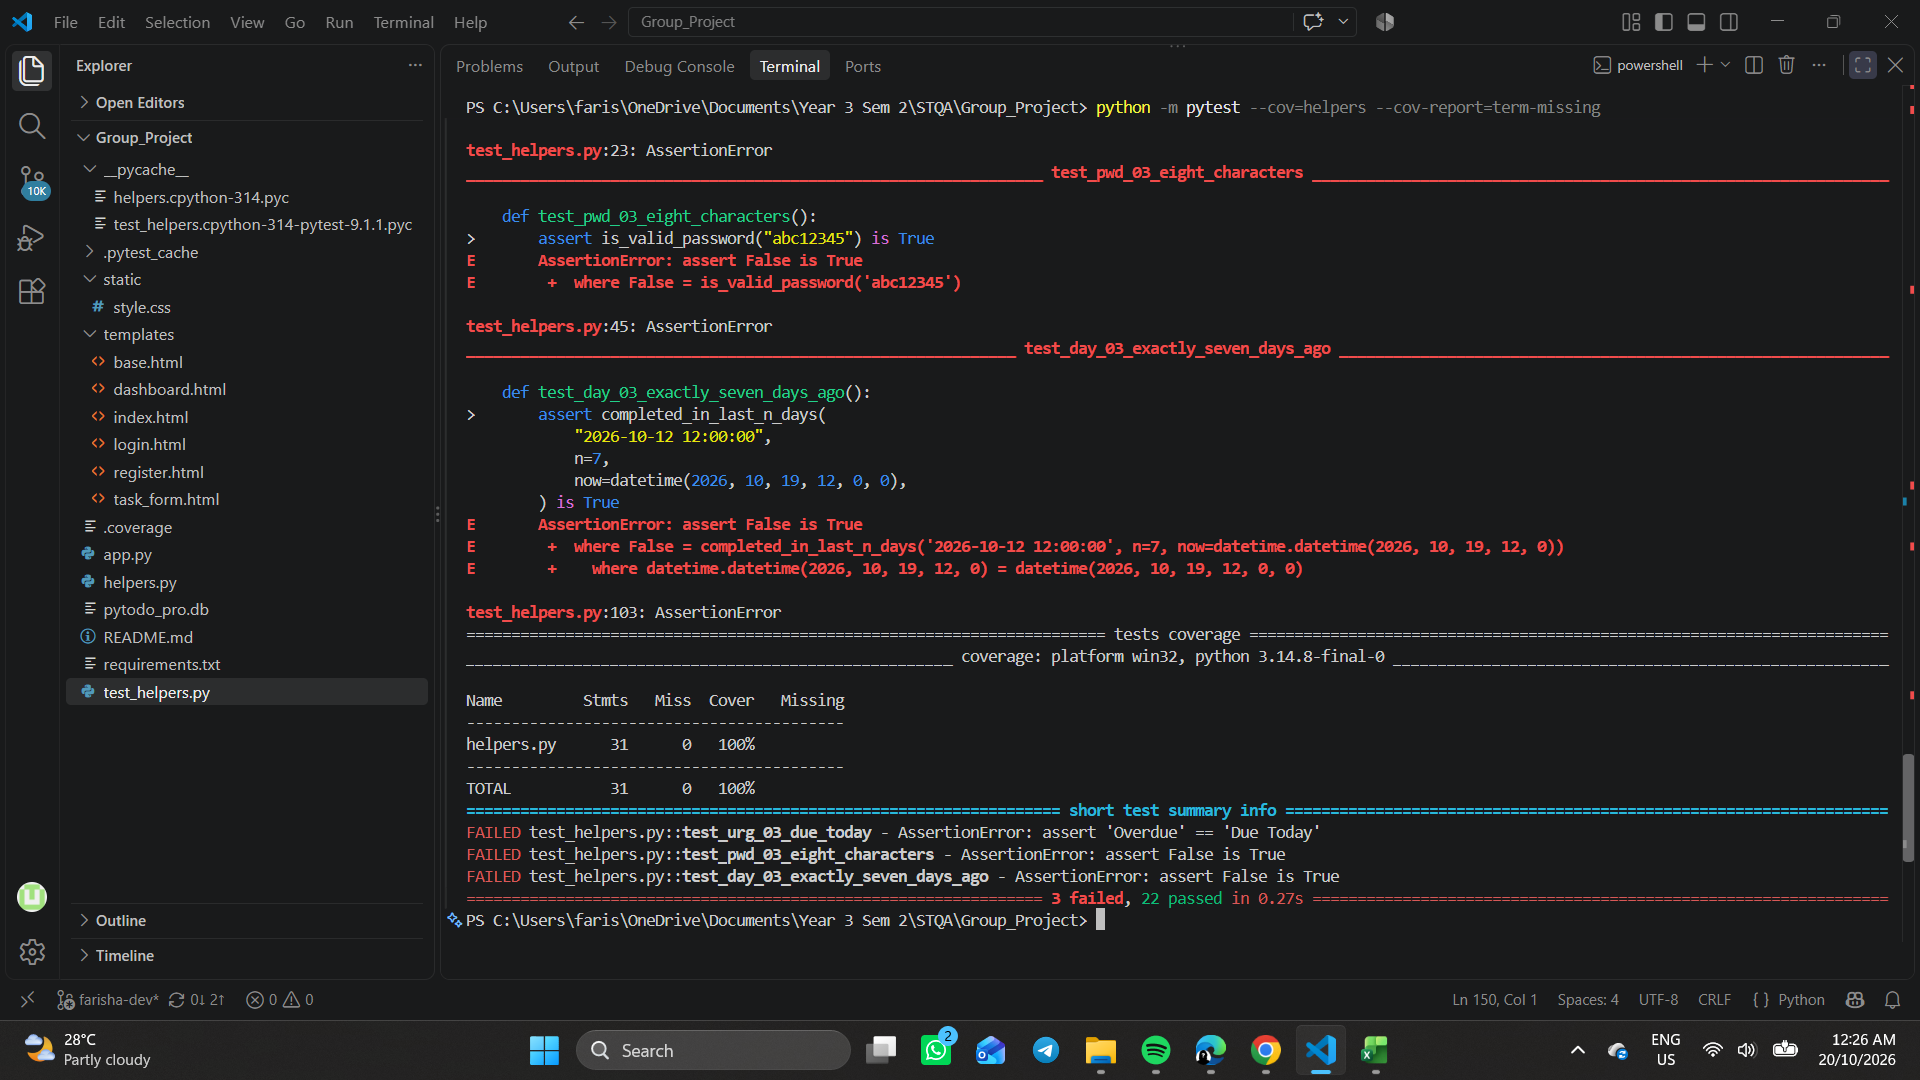 File Edit Selection View Go Run Terminal Help
Group_Project
Explorer
Open Editors
Group_Project
__pycache__
helpers.cpython-314.pyc
test_helpers.cpython-314-pytest-9.1.1.pyc
.pytest_cache
static
# style.css
templates
<> base.html
<> dashboard.html
<> index.html
<> login.html
<> register.html
<> task_form.html
.coverage
app.py
helpers.py
pytodo_pro.db
README.md
requirements.txt
test_helpers.py
Outline
Timeline
10K
Problems Output Debug Console Terminal Ports
powershell
PS C:\Users\faris\OneDrive\Documents\Year 3 Sem 2\STQA\Group_Project> python -m pytest --cov=helpers --cov-report=term-missing
test_helpers.py:23: AssertionError
test_pwd_03_eight_characters
def test_pwd_03_eight_characters():
> assert is_valid_password("abc12345") is True
E AssertionError: assert False is True
E + where False = is_valid_password('abc12345')
test_helpers.py:45: AssertionError
test_day_03_exactly_seven_days_ago
def test_day_03_exactly_seven_days_ago():
> assert completed_in_last_n_days(
"2026-10-12 12:00:00",
n=7,
now=datetime(2026, 10, 19, 12, 0, 0),
) is True
E AssertionError: assert False is True
E + where False = completed_in_last_n_days('2026-10-12 12:00:00', n=7, now=datetime.datetime(2026, 10, 19, 12, 0))
E + where datetime.datetime(2026, 10, 19, 12, 0) = datetime(2026, 10, 19, 12, 0, 0)
test_helpers.py:103: AssertionError
tests coverage
coverage: platform win32, python 3.14.8-final-0
Name Stmts Miss Cover Missing
helpers.py 31 0 100%
TOTAL 31 0 100%
short test summary info
FAILED test_helpers.py::test_urg_03_due_today - AssertionError: assert 'Overdue' == 'Due Today'
FAILED test_helpers.py::test_pwd_03_eight_characters - AssertionError: assert False is True
FAILED test_helpers.py::test_day_03_exactly_seven_days_ago - AssertionError: assert False is True
3 failed, 22 passed in 0.27s
PS C:\Users\faris\OneDrive\Documents\Year 3 Sem 2\STQA\Group_Project>
farisha-dev* 0↓ 2↑ 0 0
Ln 150, Col 1 Spaces: 4 UTF-8 CRLF { } Python
28°C
Partly cloudy
Search
2
ENG
US
12:26 AM
20/10/2026